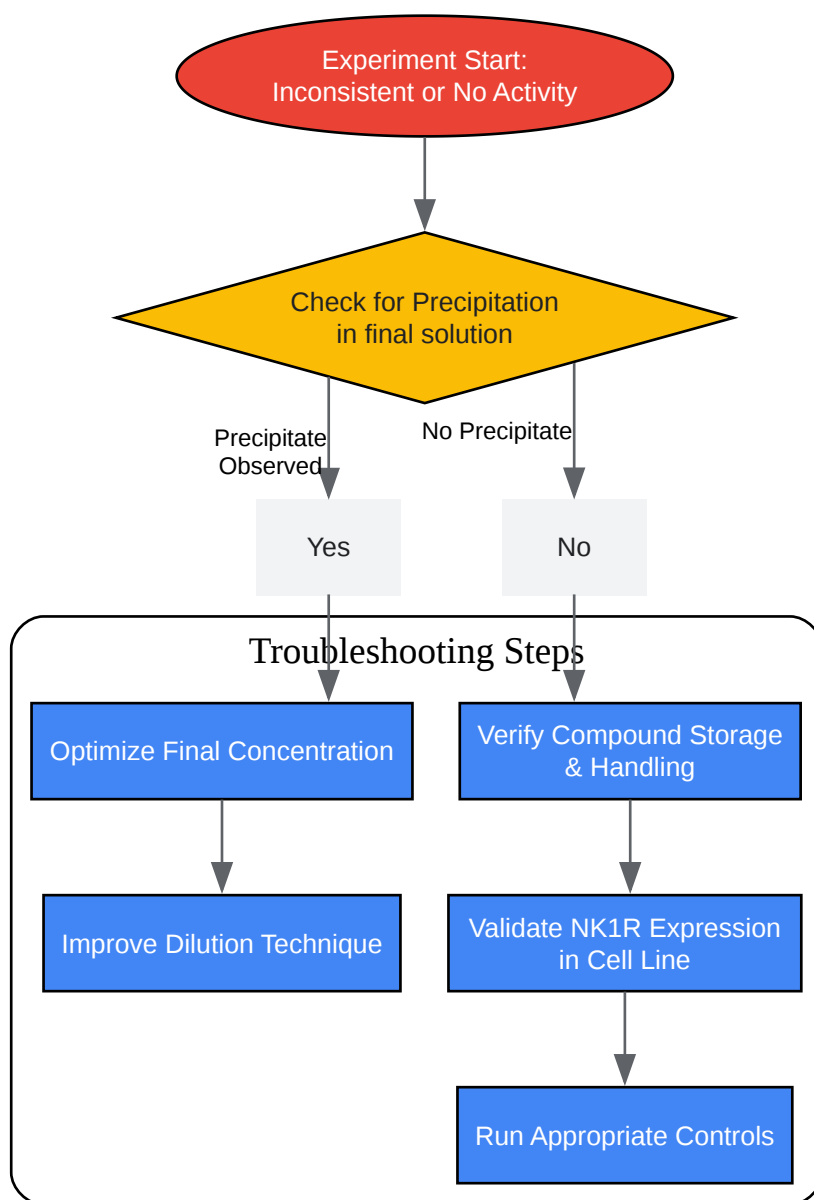 Experiment Start:
Inconsistent or No Activity
Check for Precipitation
in final solution
Precipitate
Observed
No Precipitate
Yes
No
Troubleshooting Steps
Optimize Final Concentration
Verify Compound Storage
& Handling
Improve Dilution Technique
Validate NK1R Expression
in Cell Line
Run Appropriate Controls